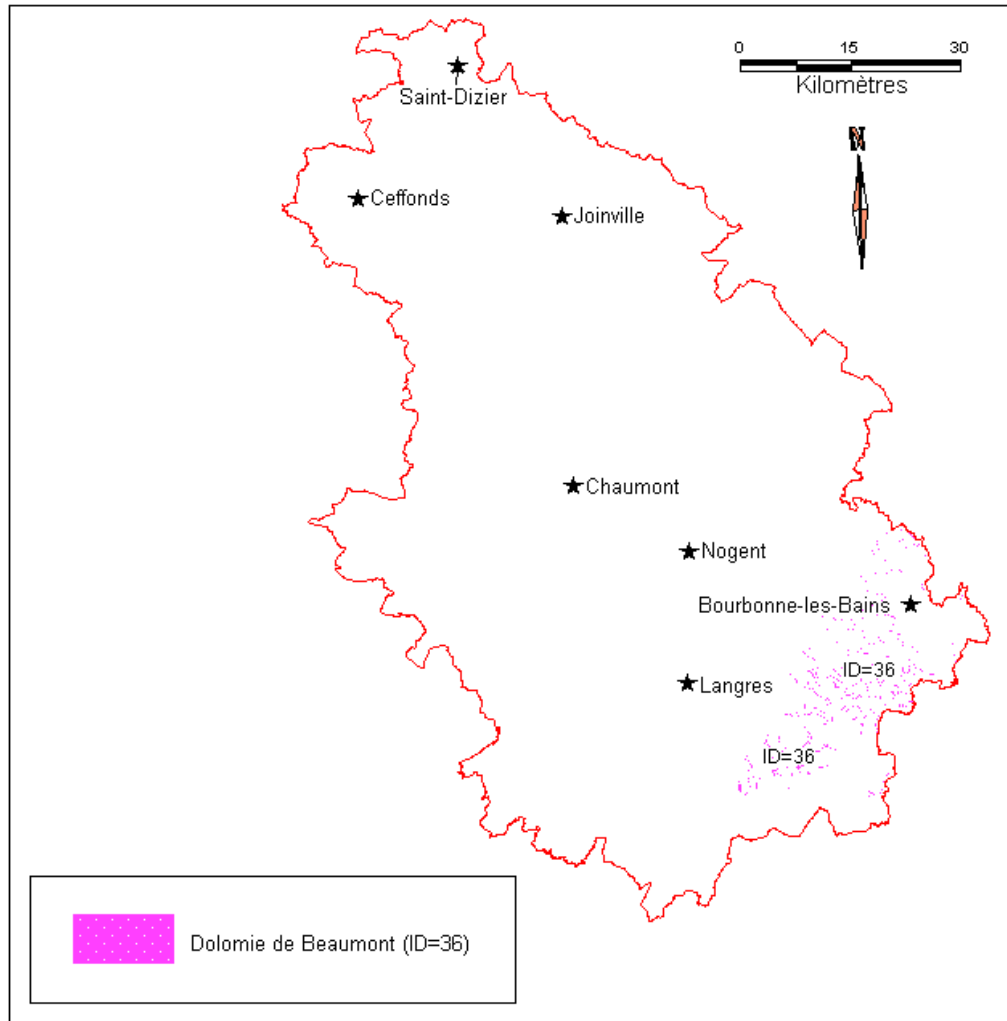 0 15 30
Kilomètres
N
Saint-Dizier
Ceffonds
Joinville
Chaumont
Nogent
Bourbonne-les-Bains
ID=36
Langres
ID=36
Dolomie de Beaumont (ID=36)